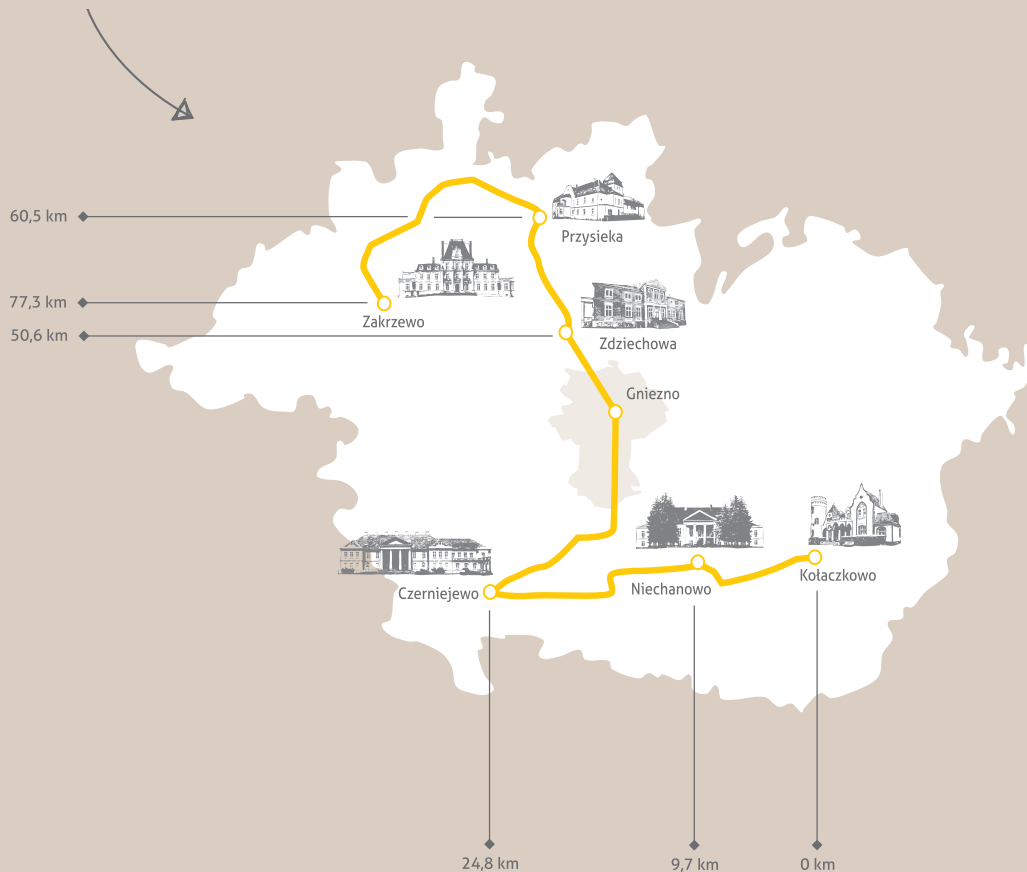 60,5 km
Przysieka
77,3 km
Zakrzewo
50,6 km
Zdziechowa
Gniezno
Kołaczkowo
Niechanowo
Czerniejewo
24,8 km
9,7 km
0 km